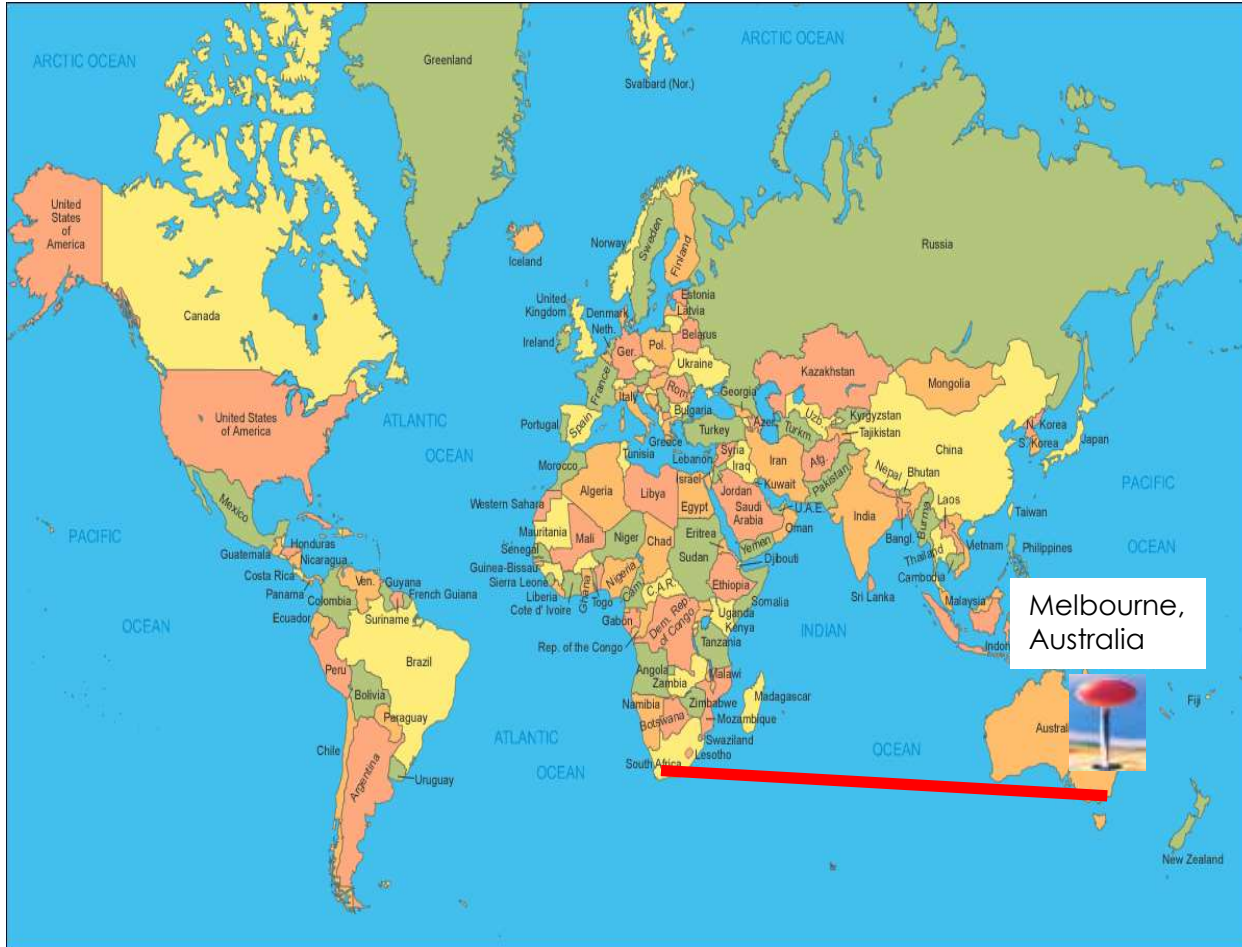 ARCTIC OCEAN
ARCTIC OCEAN
Greenland
Svalbard (Nor.)
United
States
of America
Canada
Iceland
Norway
Sweden
Finland
Russia
United
Kingdom
Ireland
Denmark
Neth.
Estonia
Latvia
Belarus
Ger.
Pol.
Ukraine
France
Kazakhstan
Mongolia
United States
of America
ATLANTIC
OCEAN
Portugal
Spain
Italy
Rom.
Bulgaria
Georgia
Azer.
Uzb.
Turkm.
Kyrgyzstan
Tajikistan
N. Korea
S. Korea
Japan
China
Greece
Turkey
Tunisia
Lebanon
Syria
Iraq
Iran
Afg.
Pakistan
Nepal
Bhutan
Morocco
Algeria
Libya
Israel
Egypt
Jordan
Kuwait
Saudi
Arabia
U.A.E.
Oman
India
Bangl.
Burma
Laos
Taiwan
PACIFIC
OCEAN
Western Sahara
Mauritania
Mali
Niger
Chad
Sudan
Eritrea
Yemen
Djibouti
Thailand
Vietnam
Philippines
Cambodia
Mexico
PACIFIC
OCEAN
Guatemala
Honduras
Nicaragua
Costa Rica
Panama
Ven.
Guyana
French Guiana
Colombia
Suriname
Ecuador
Senegal
Guinea-Bissau
Sierra Leone
Liberia
Cote d' Ivoire
Ghana
Togo
Nigeria
Cam.
C.A.R.
Ethiopia
Somalia
Sri Lanka
Malaysia
Indon
Gabon
Rep. of the Congo
Dem. Rep.
of Congo
Uganda
Kenya
Tanzania
INDIAN
OCEAN
Melbourne,
Australia
Peru
Brazil
Bolivia
Paraguay
Chile
Argentina
Uruguay
ATLANTIC
OCEAN
Angola
Zambia
Malawi
Madagascar
Namibia
Botswana
Zimbabwe
Mozambique
Swaziland
Lesotho
South Africa
Austral
Fiji
New Zealand